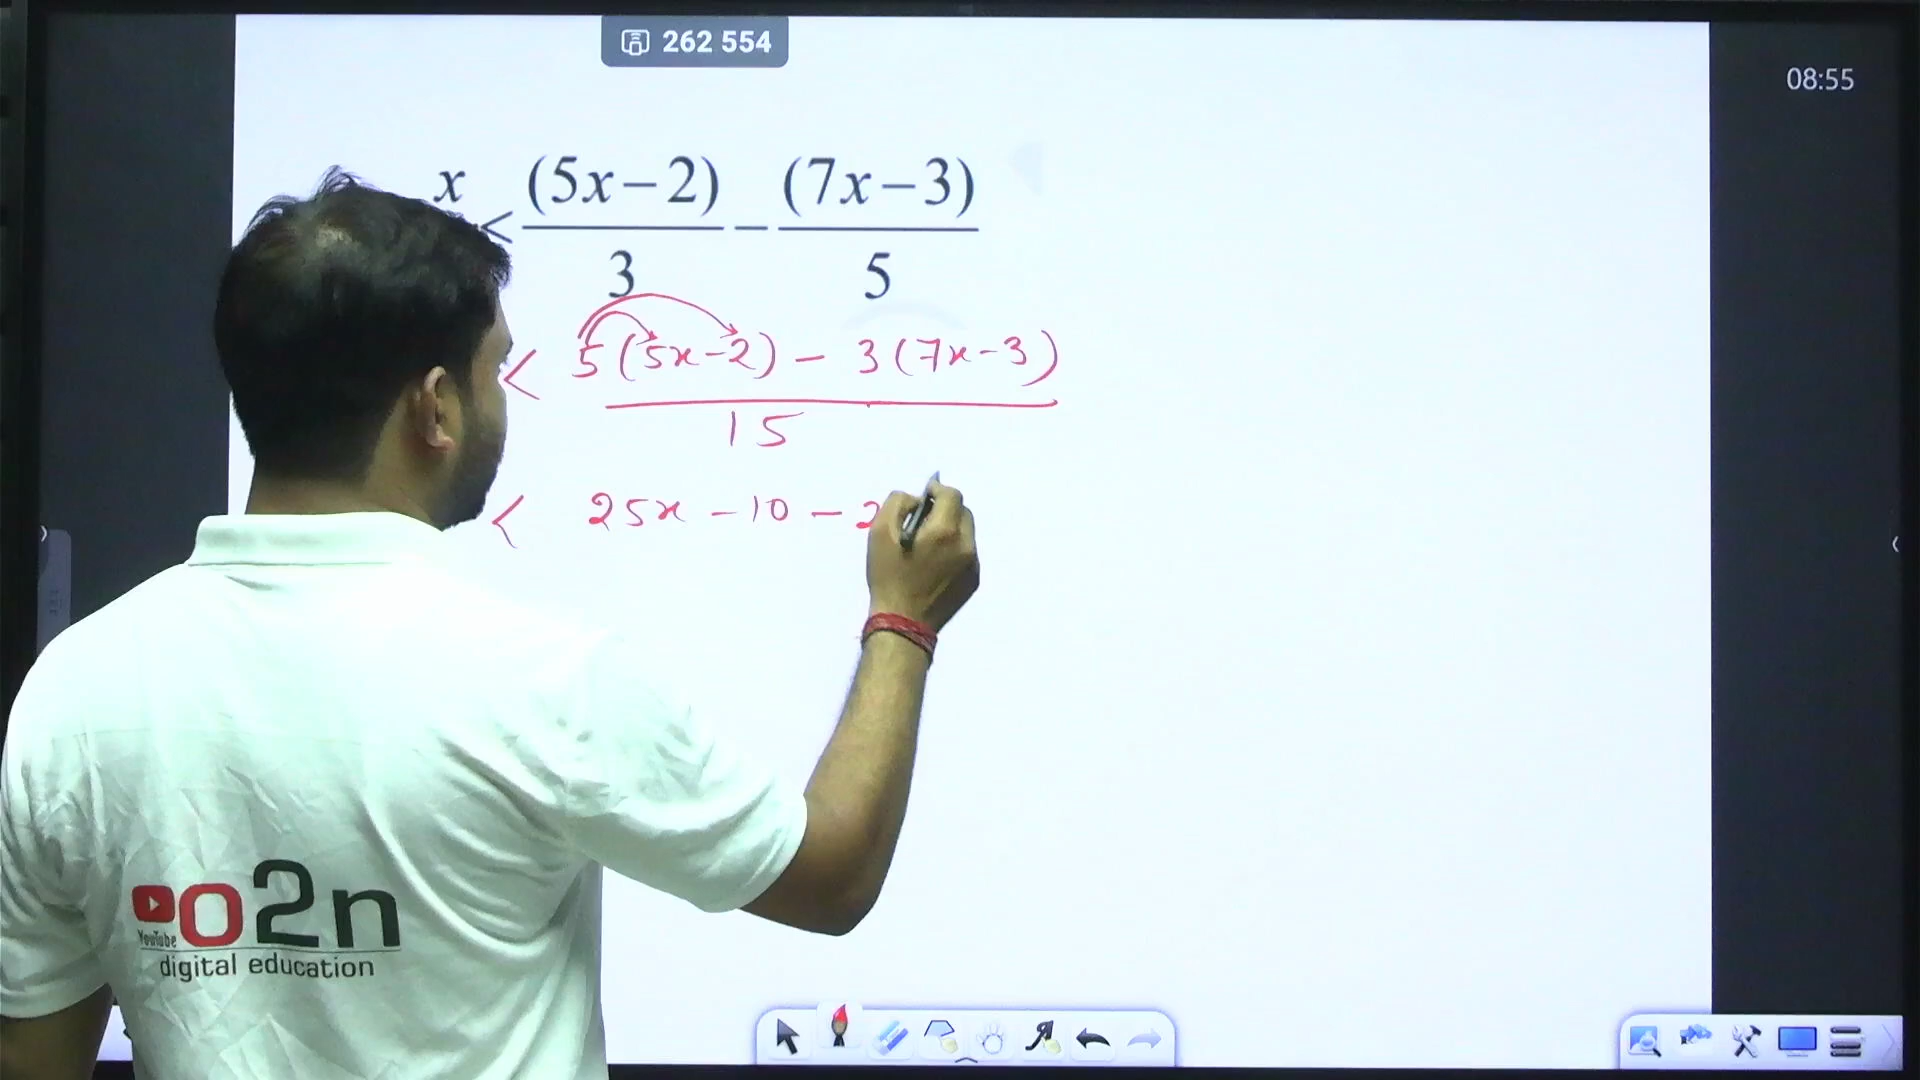 262 554
08:55
x < (5x-2)/3 - (7x-3)/5
< 5(5x-2) - 3(7x-3)
15
< 25x -10 - 2
YouTube o2n
digital education